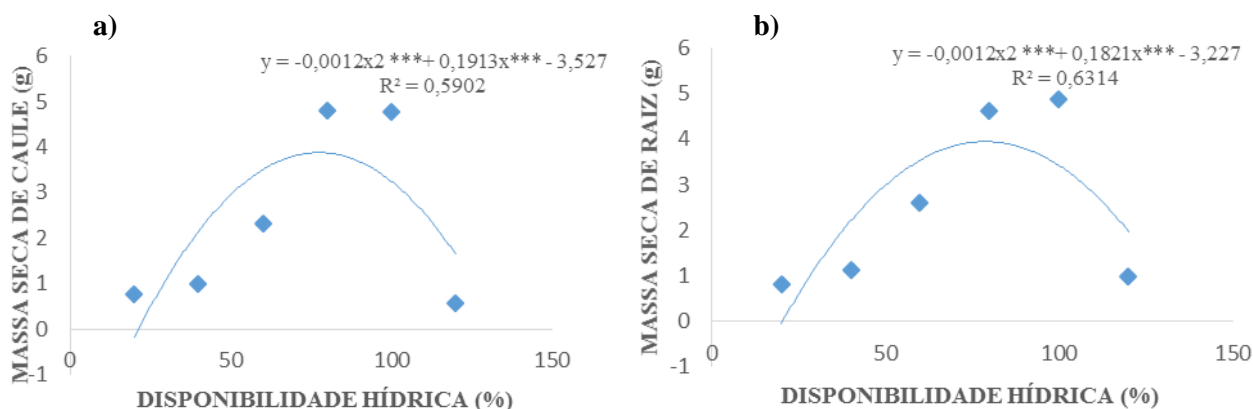 a)
y = -0,0012x2 ***+ 0,1913x*** - 3,527
R² = 0,5902
MASSA SECA DE CAULE (g)
6
5
4
3
2
1
0
-1
0
50
100
150
DISPONIBILIDADE HÍDRICA (%)
b)
y = -0,0012x2 ***+ 0,1821x*** - 3,227
R² = 0,6314
MASSA SECA DE RAIZ (g)
6
5
4
3
2
1
0
-1
0
50
100
150
DISPONIBILIDADE HÍDRICA (%)